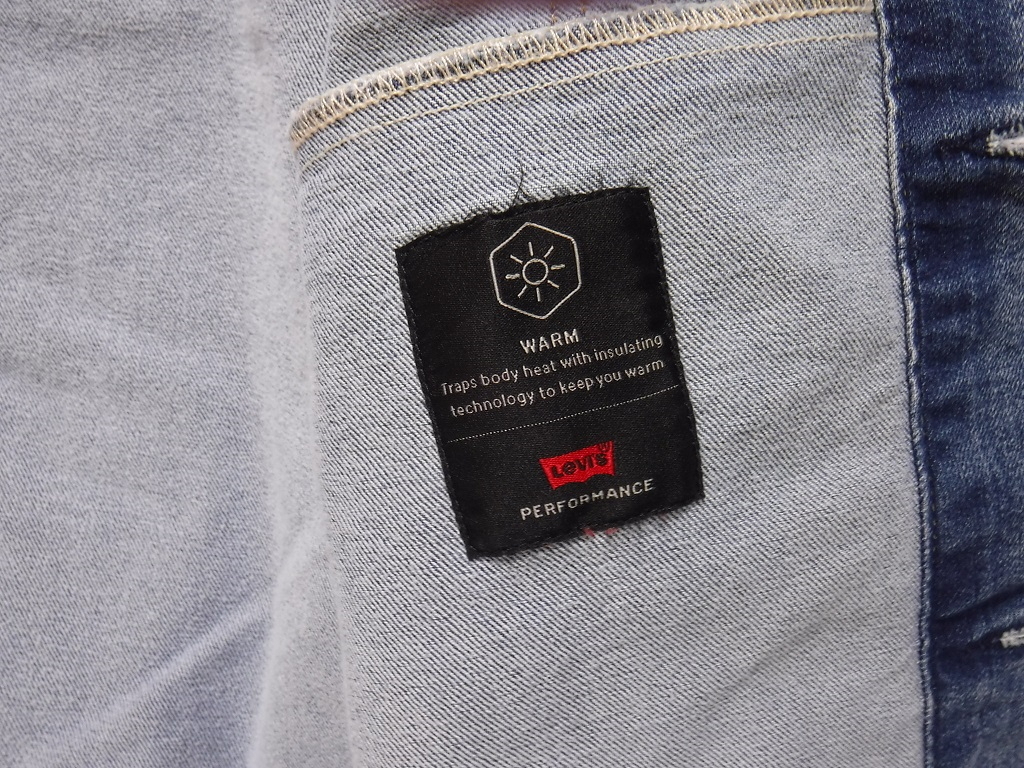 WARM
Traps body heat with insulating
technology to keep you warm
Levi's
PERFORMANCE